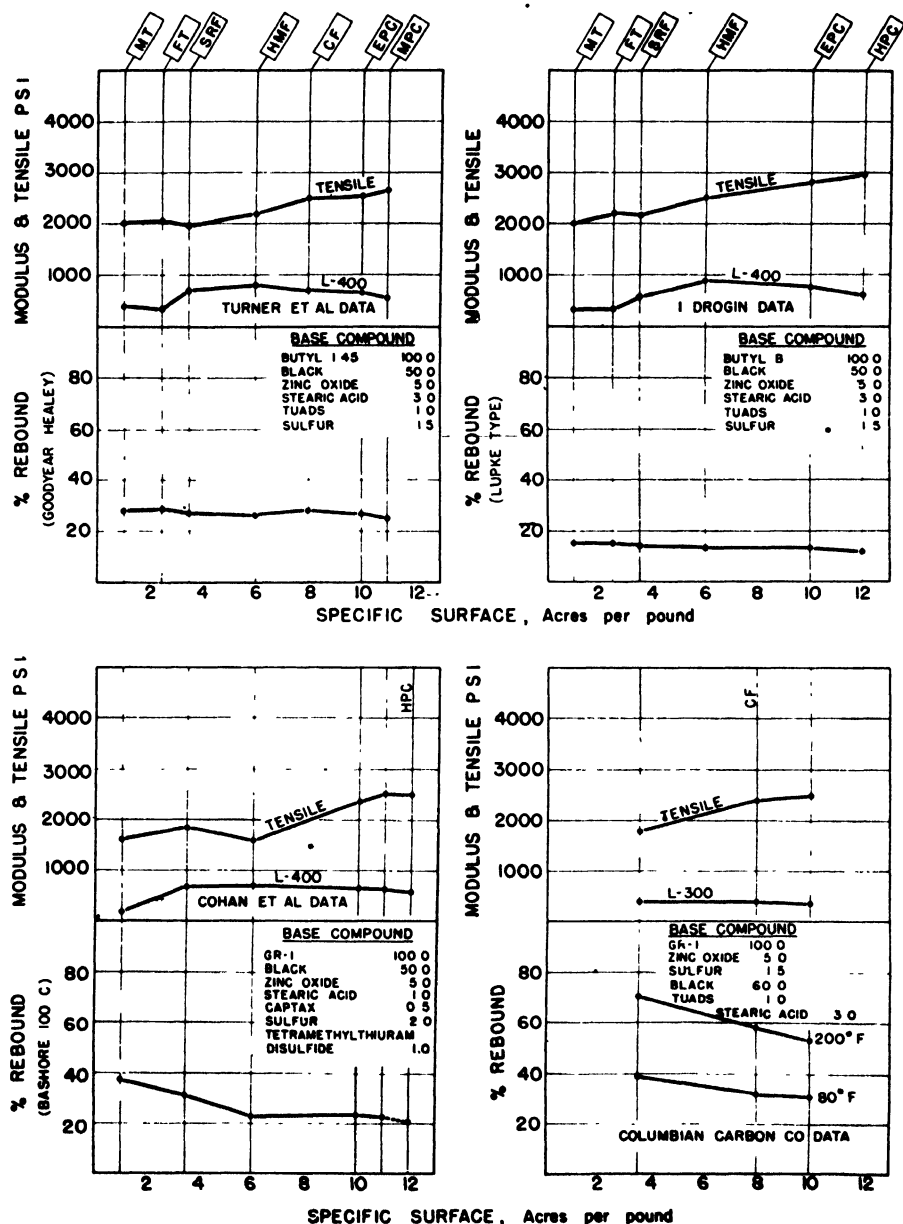 MT
FT
SRF
HMF
CF
EPC
MPC
MODULUS & TENSILE PSI
4000
3000
2000
1000
TENSILE
L-400
TURNER ET AL DATA
% REBOUND
(GOODYEAR HEALEY)
80
60
40
20
BASE COMPOUND
BUTYL 1 45 100 0
BLACK 50 0
ZINC OXIDE 5 0
STEARIC ACID 3 0
TUADS 1 0
SULFUR 1 5
2 4 6 8 10 12
MT
FT
SRF
HMF
EPC
HPC
MODULUS & TENSILE
4000
3000
2000
1000
TENSILE
L-400
I DROGIN DATA
% REBOUND
(LUPKE TYPE)
80
60
40
20
BASE COMPOUND
BUTYL B 100 0
BLACK 50 0
ZINC OXIDE 5 0
STEARIC ACID 3 0
TUADS 1 0
SULFUR 1 5
2 4 6 8 10 12
SPECIFIC SURFACE, Acres per pound
HPC
MODULUS & TENSILE PSI
4000
3000
2000
1000
TENSILE
L-400
COHAN ET AL DATA
% REBOUND
(BASHORE 100 C)
80
60
40
20
BASE COMPOUND
GR-1 100 0
BLACK 50 0
ZINC OXIDE 5 0
STEARIC ACID 1 0
CAPTAX 0 5
SULFUR 2 0
TETRAMETHYLTHIURAM
DISULFIDE 1.0
2 4 6 8 10 12
CF
MODULUS & TENSILE PSI
4000
3000
2000
1000
TENSILE
L-300
% REBOUND
80
60
40
20
BASE COMPOUND
GR-1 100 0
ZINC OXIDE 5 0
SULFUR 1 5
BLACK 60 0
TUADS 1 0
STEARIC ACID 3 0
200° F
80° F
COLUMBIAN CARBON CO DATA
2 4 6 8 10 12
SPECIFIC SURFACE, Acres per pound